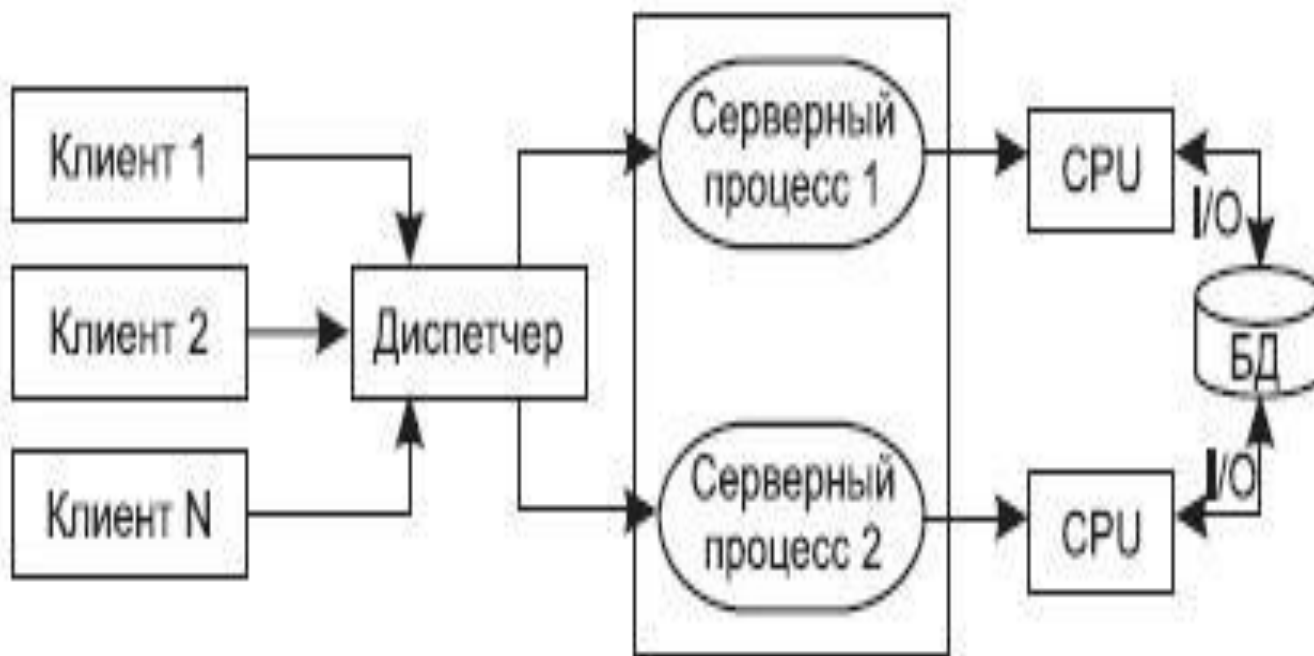 Клиент 1
Клиент 2
Клиент N
Диспетчер
Серверный
процесс 1
Серверный
процесс 2
CPU
I/O
БД
I/O
CPU